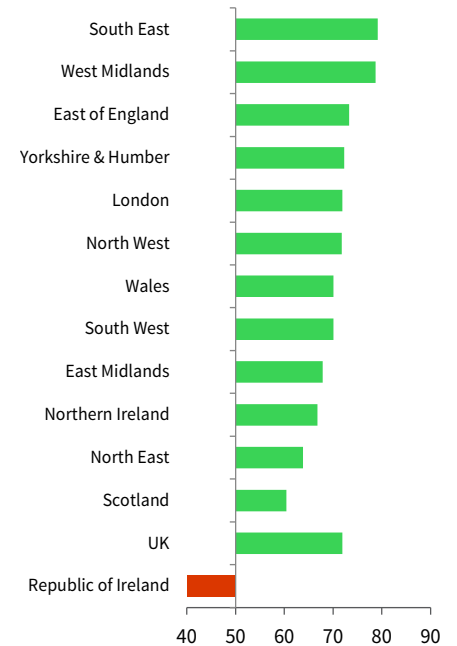 South East
West Midlands
East of England
Yorkshire & Humber
London
North West
Wales
South West
East Midlands
Northern Ireland
North East
Scotland
UK
Republic of Ireland
40 50 60 70 80 90